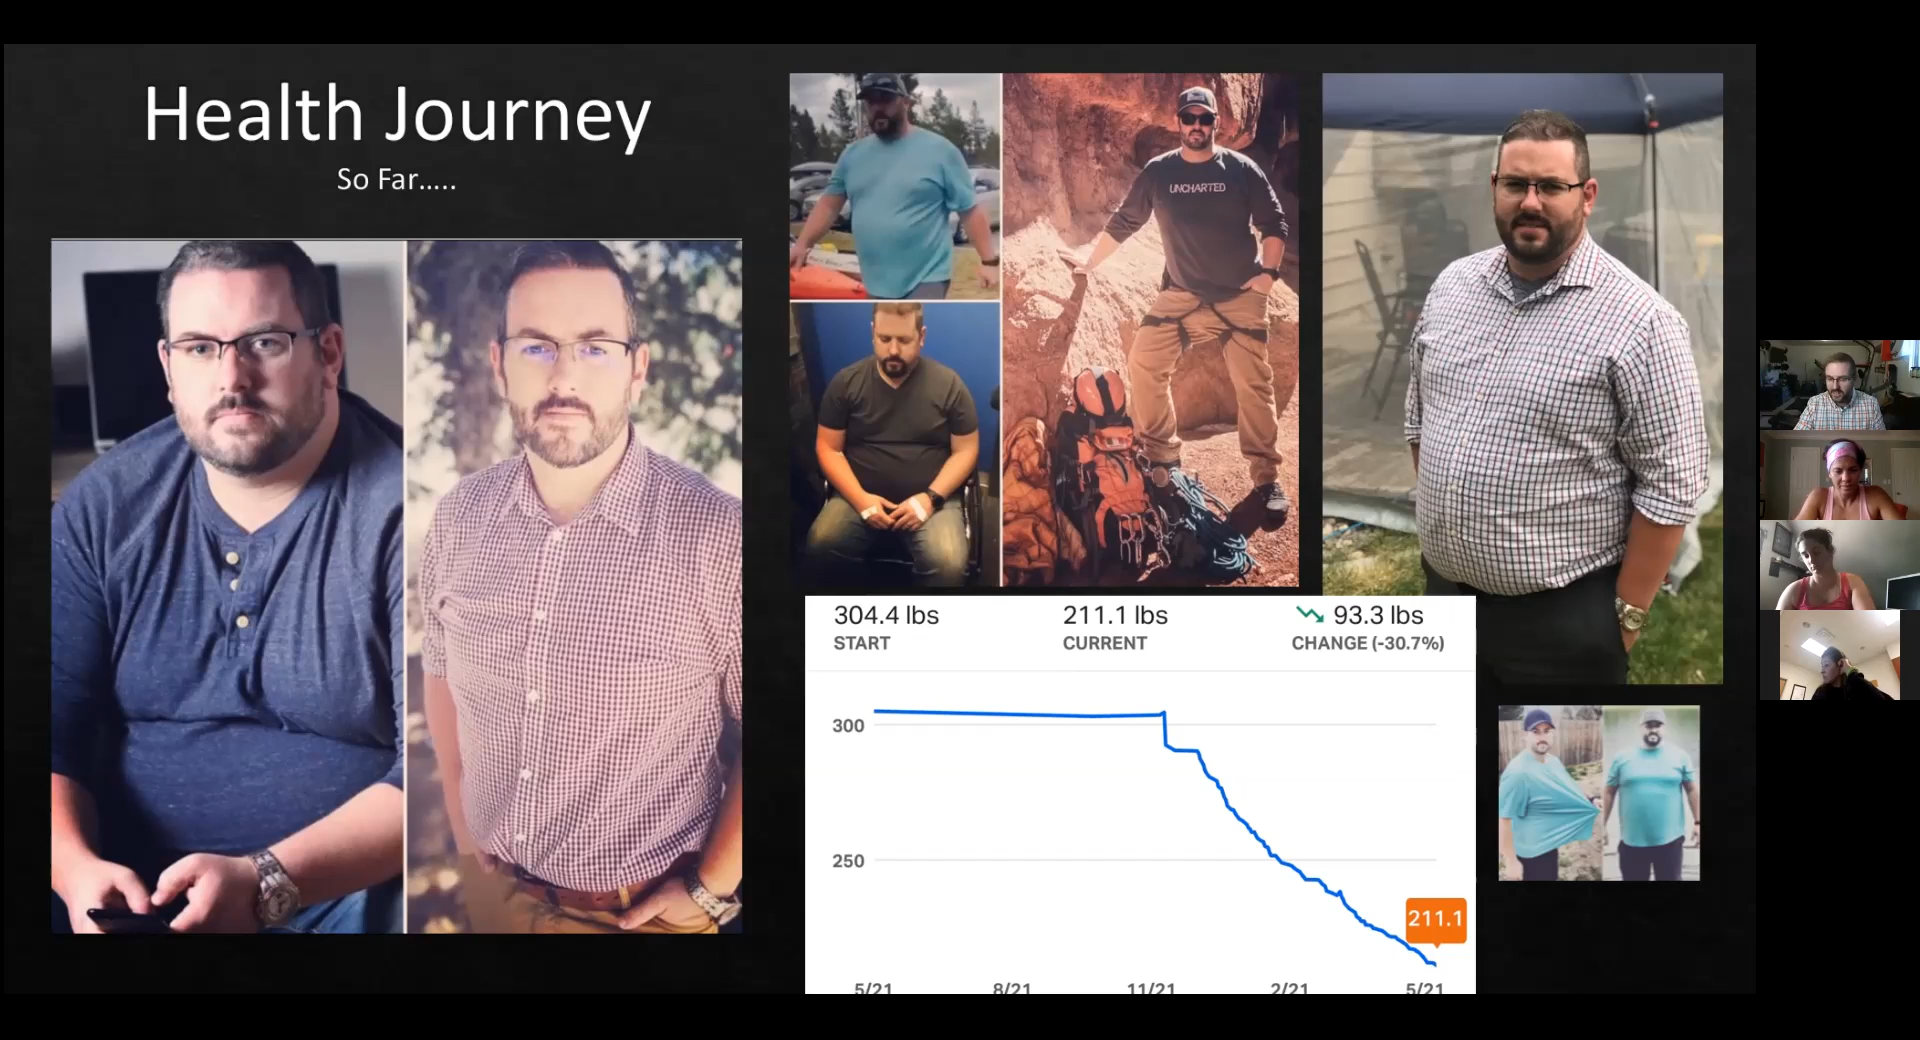 Health Journey
So Far.....
UNCHARTED
304.4 lbs
START
211.1 lbs
CURRENT
93.3 lbs
CHANGE (-30.7%)
300
250
211.1
5/21
8/21
11/21
2/21
5/21